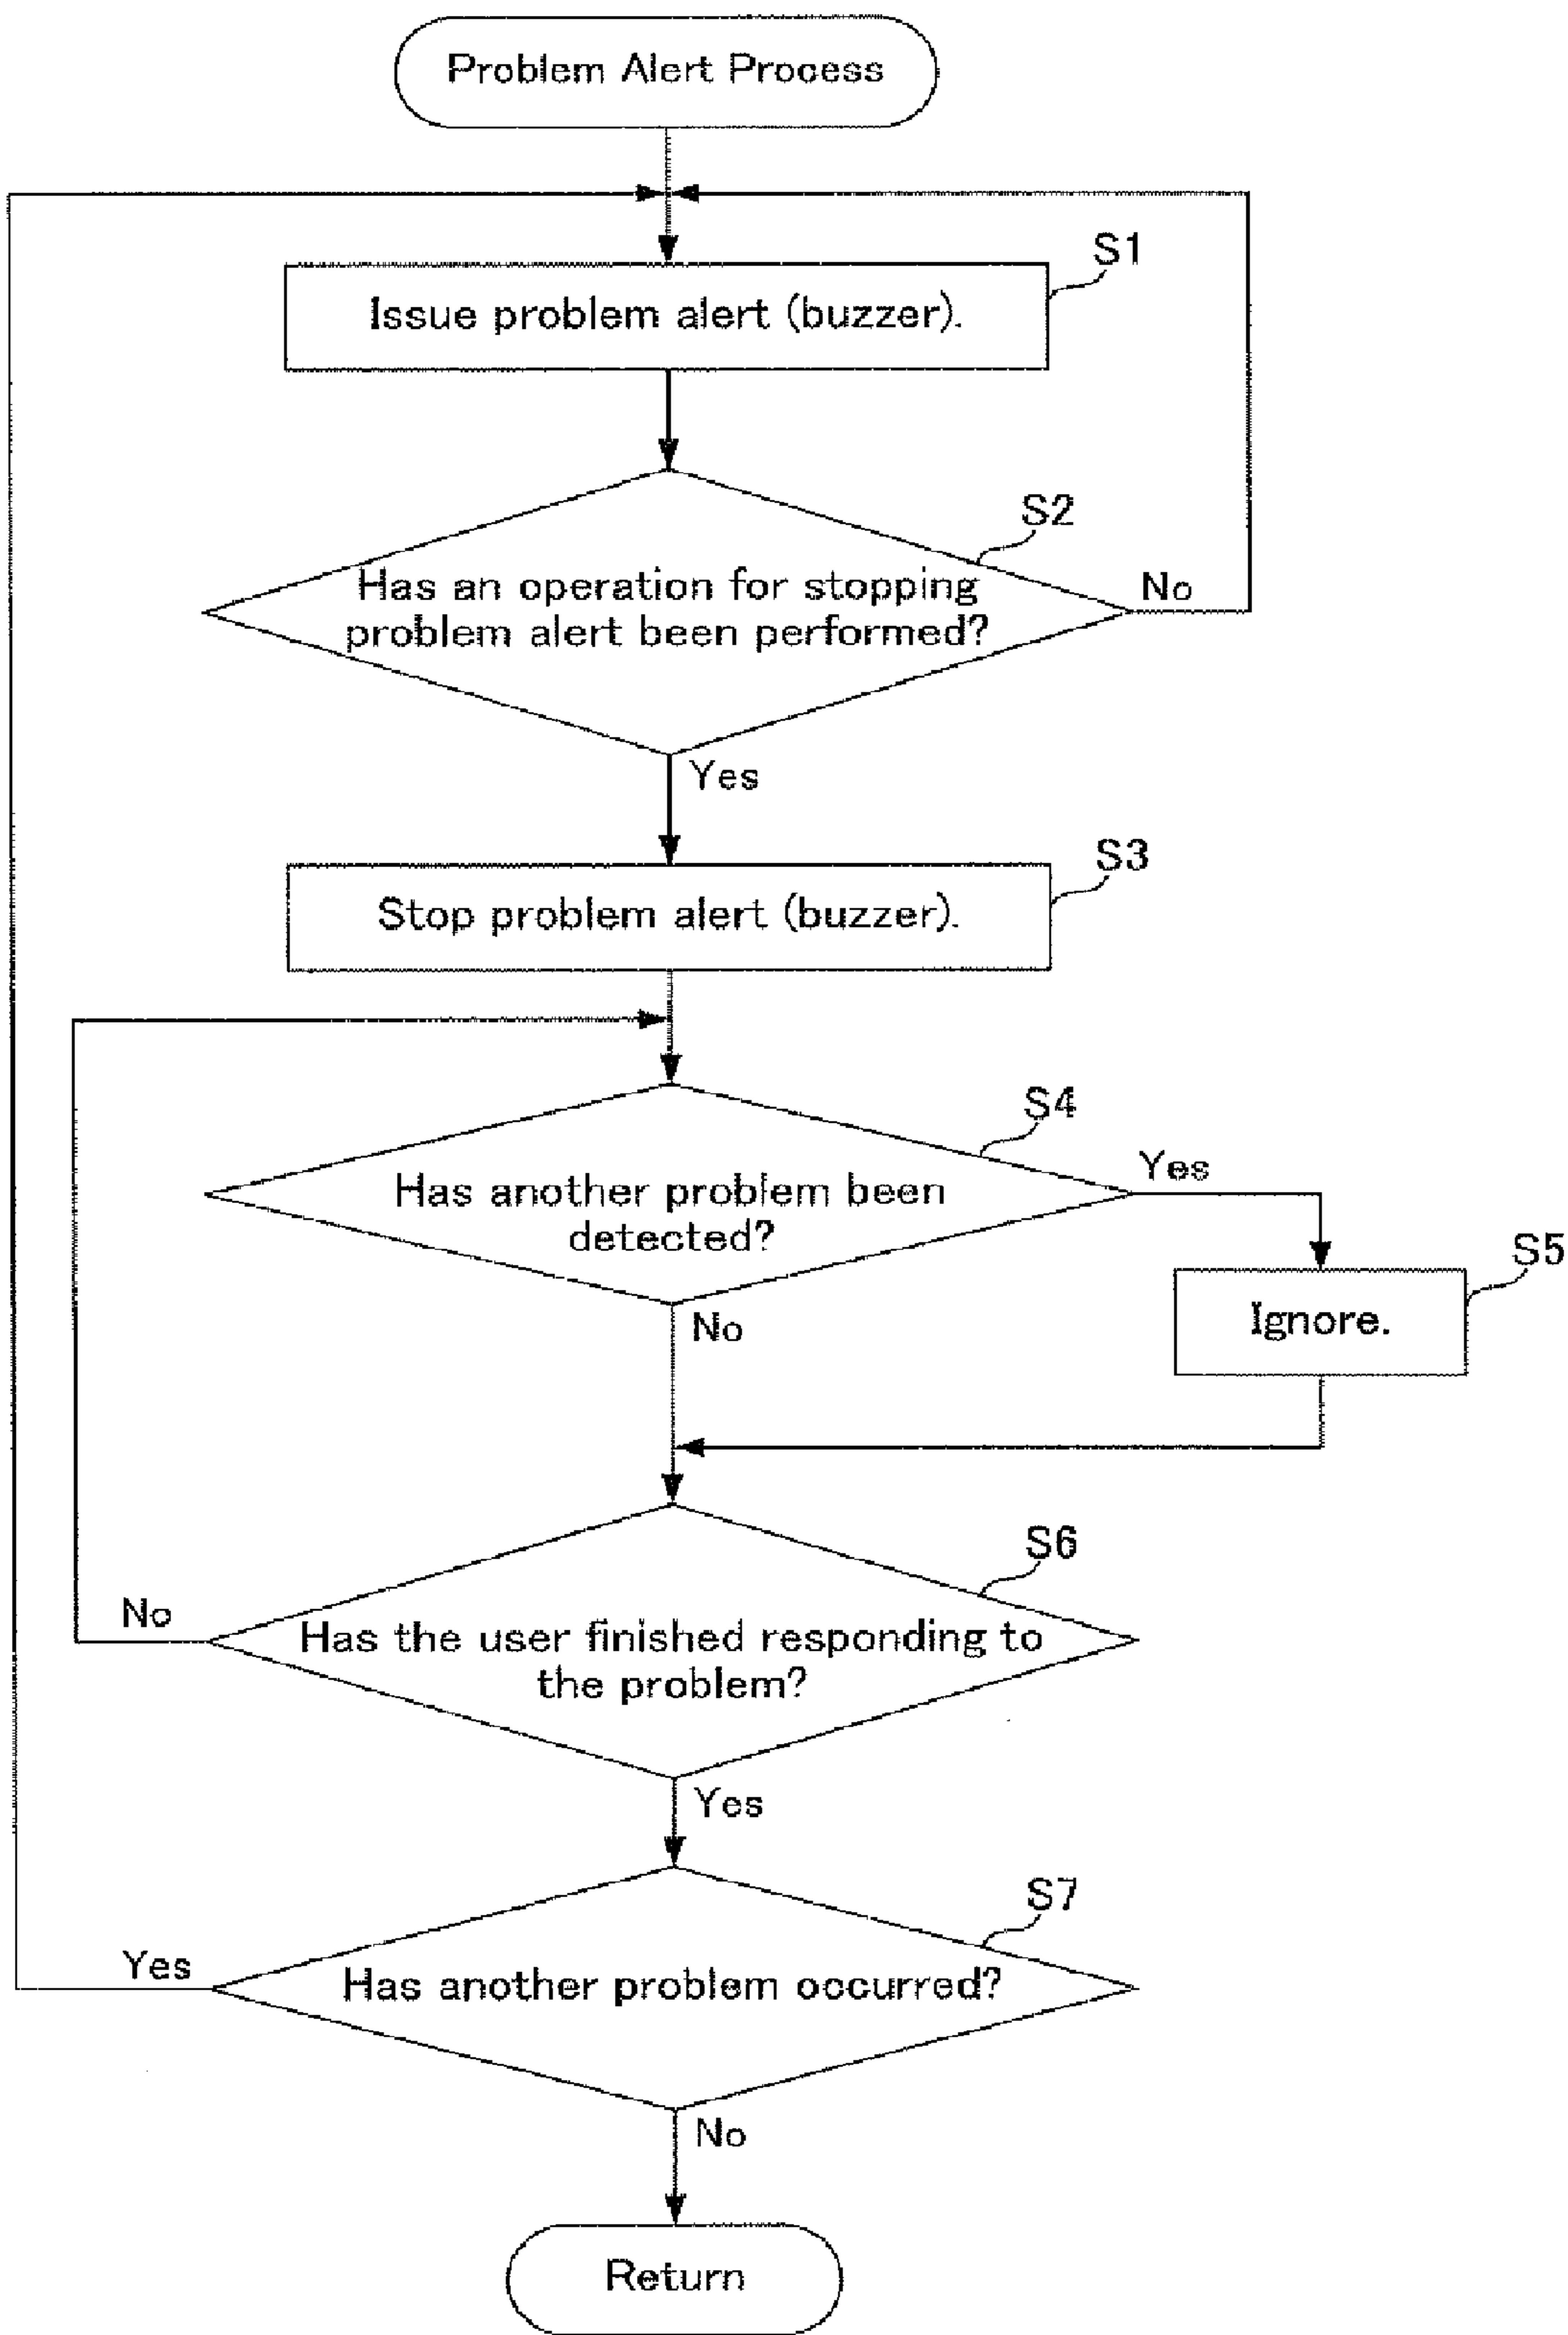 Problem Alert Process
S1
Issue problem alert (buzzer).
S2
Has an operation for stopping
problem alert been performed?
No
Yes
S3
Stop problem alert (buzzer).
S4
Has another problem been
detected?
Yes
S5
Ignore.
No
S6
Has the user finished responding to
the problem?
No
Yes
S7
Has another problem occurred?
Yes
No
Return